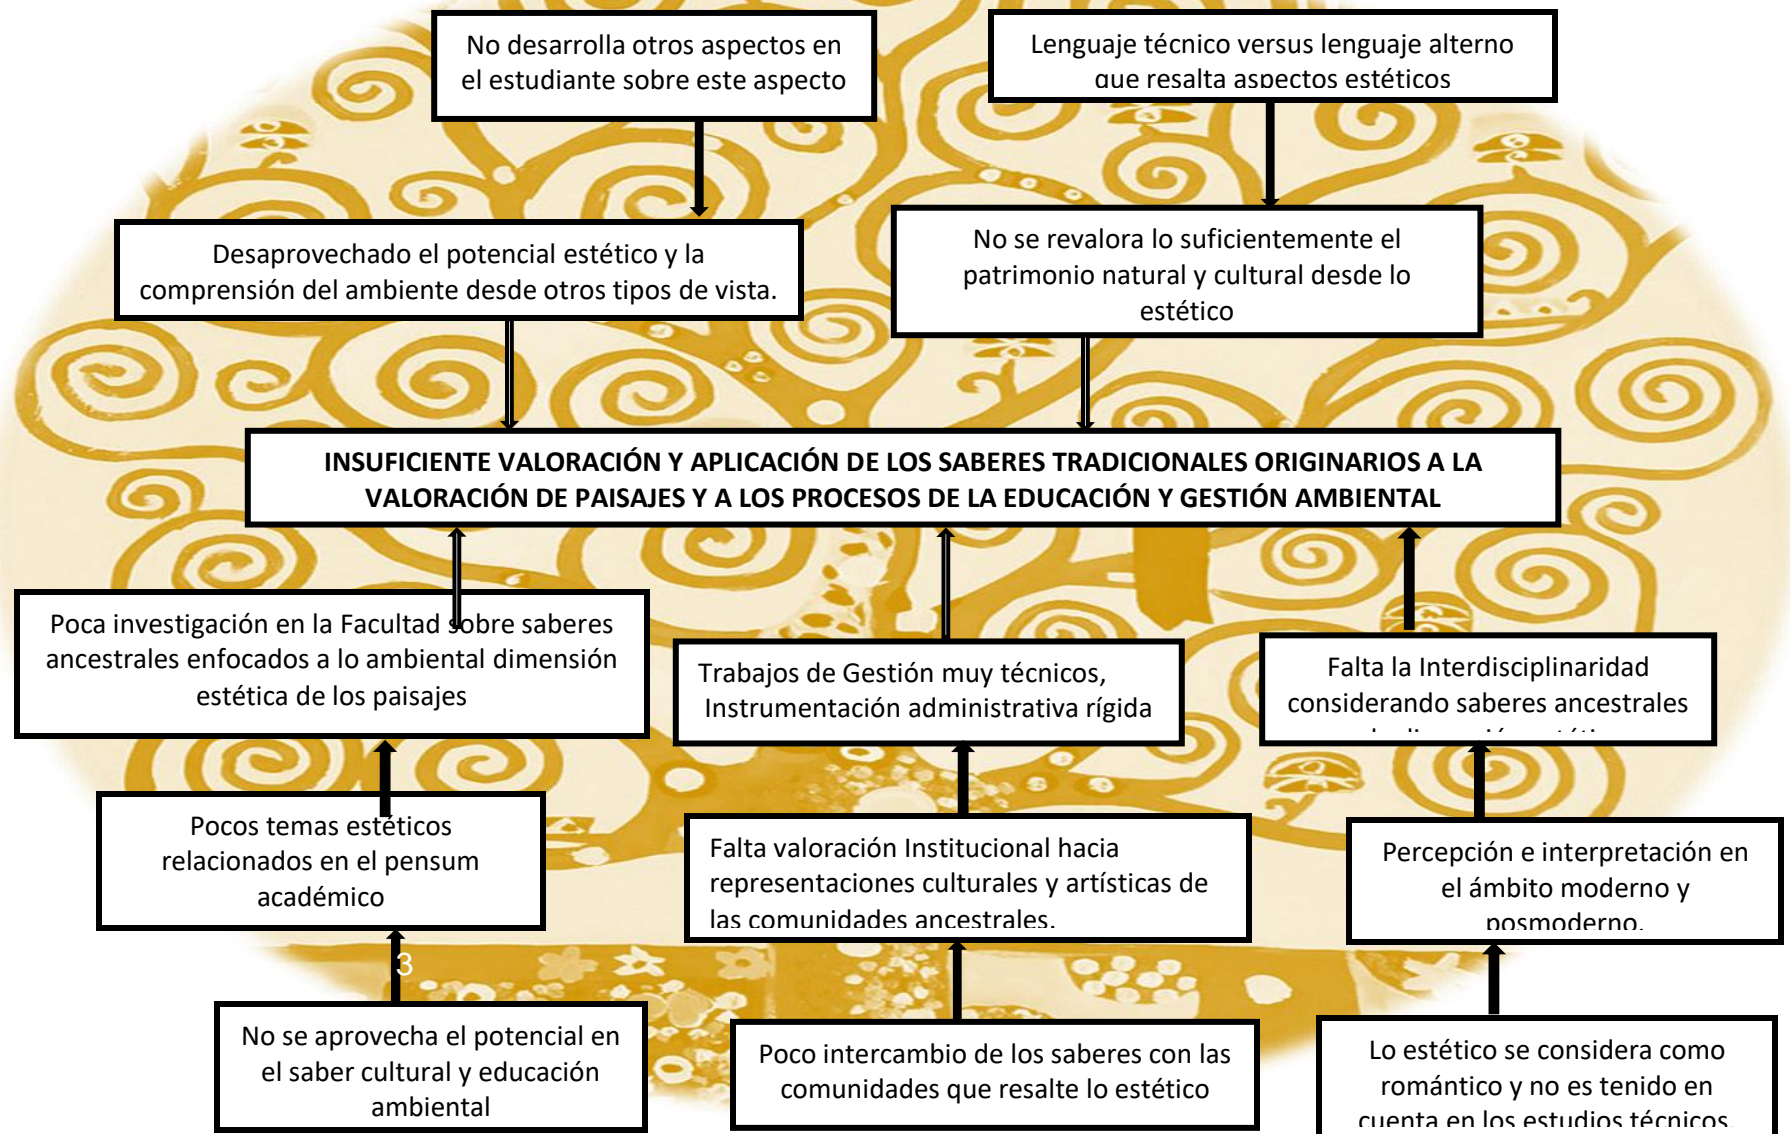 No desarrolla otros aspectos en
el estudiante sobre este aspecto
Lenguaje técnico versus lenguaje alterno
que resalta aspectos estéticos
Desaprovechado el potencial estético y la
comprensión del ambiente desde otros tipos de vista.
No se revalora lo suficientemente el
patrimonio natural y cultural desde lo
estético
INSUFICIENTE VALORACIÓN Y APLICACIÓN DE LOS SABERES TRADICIONALES ORIGINARIOS A LA
VALORACIÓN DE PAISAJES Y A LOS PROCESOS DE LA EDUCACIÓN Y GESTIÓN AMBIENTAL
Poca investigación en la Facultad sobre saberes
ancestrales enfocados a lo ambiental dimensión
estética de los paisajes
Trabajos de Gestión muy técnicos,
Instrumentación administrativa rígida
Falta la Interdisciplinaridad
considerando saberes ancestrales
Pocos temas estéticos
relacionados en el pensum
académico
Falta valoración Institucional hacia
representaciones culturales y artísticas de
las comunidades ancestrales.
Percepción e interpretación en
el ámbito moderno y
posmoderno.
3
No se aprovecha el potencial en
el saber cultural y educación
ambiental
Poco intercambio de los saberes con las
comunidades que resalte lo estético
Lo estético se considera como
romántico y no es tenido en
cuenta en los estudios técnicos.